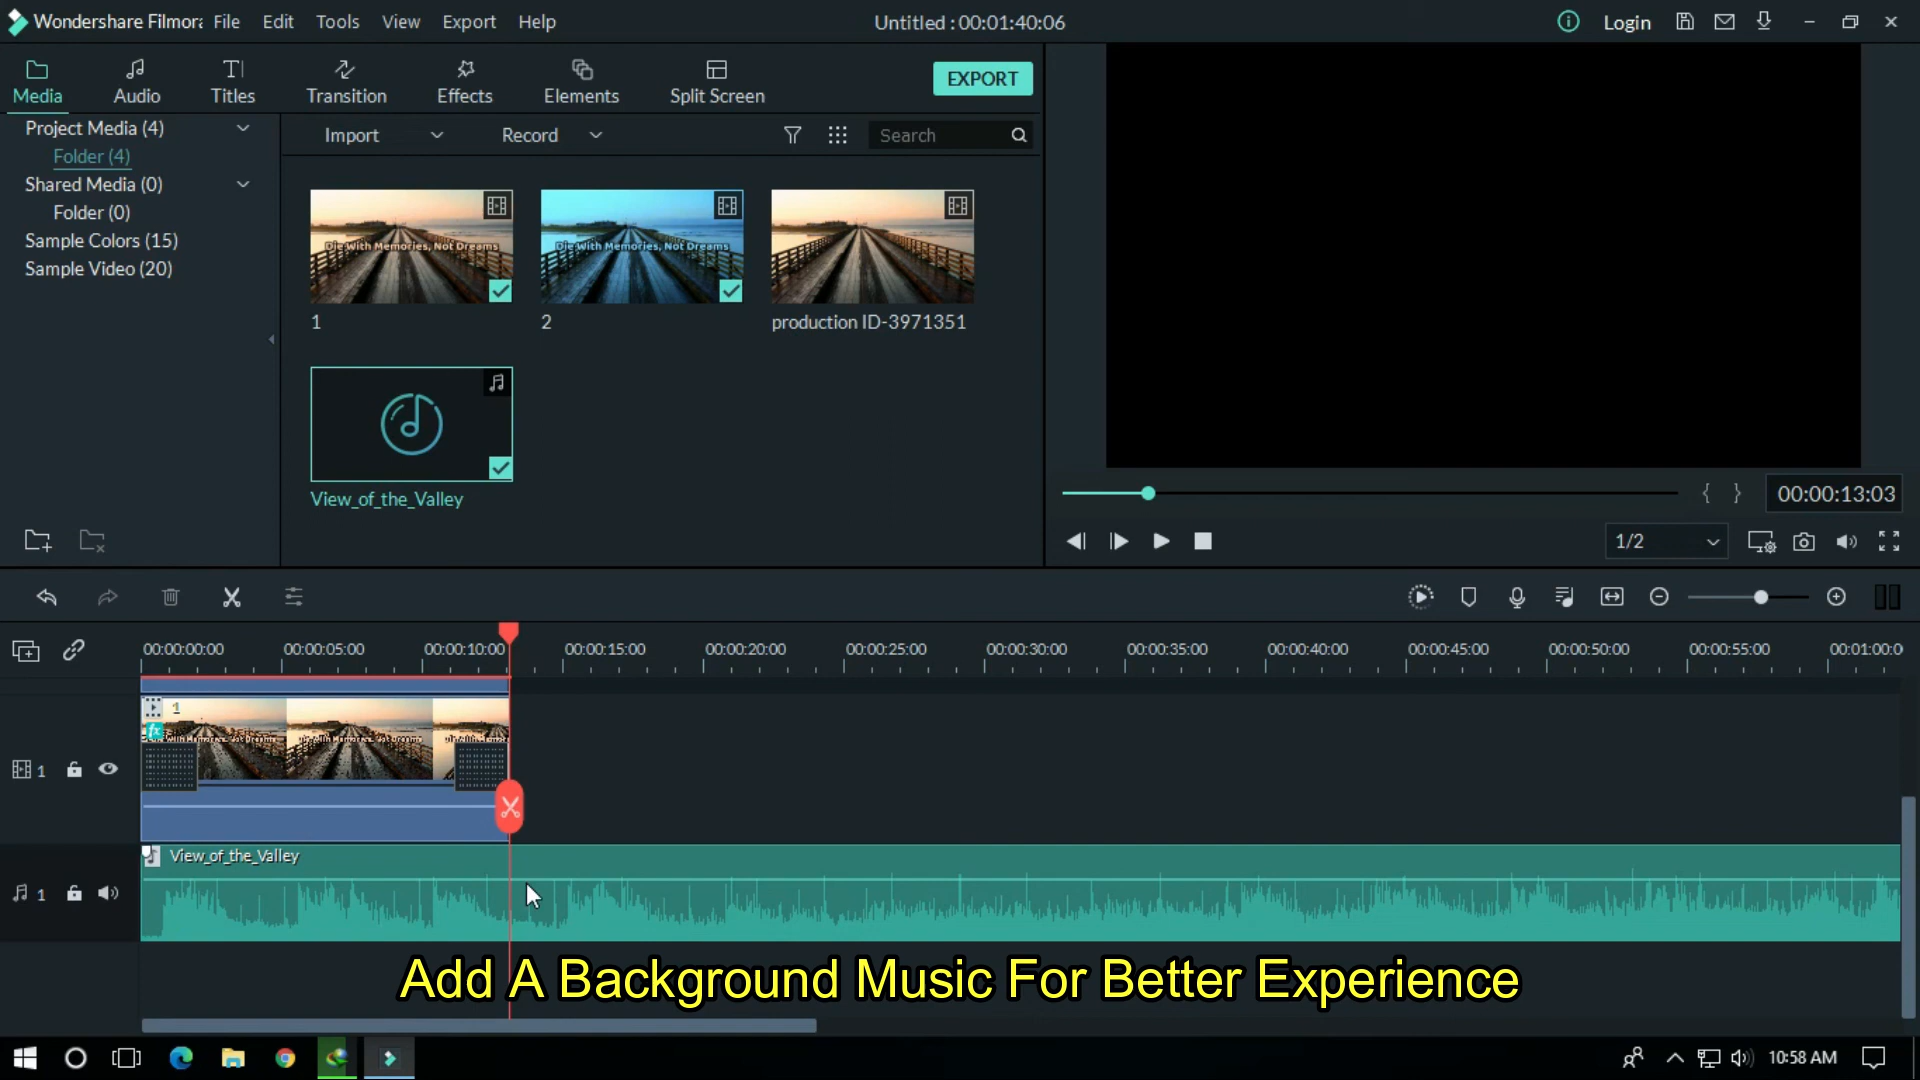 Wondershare Filmora File Edit Tools View Export Help Untitled : 00:01:40:06 Login
Media Audio Titles Transition Effects Elements Split Screen EXPORT
Project Media (4)
Folder (4)
Shared Media (0)
Folder (0)
Sample Colors (15)
Sample Video (20)
Import Record Search
Die With Memories, Not Dreams
Die With Memories, Not Dreams
1 2 production ID-3971351
View_of_the_Valley
00:00:13:03
1/2
00:00:00:00 00:00:05:00 00:00:10:00 00:00:15:00 00:00:20:00 00:00:25:00 00:00:30:00 00:00:35:00 00:00:40:00 00:00:45:00 00:00:50:00 00:00:55:00 00:01:00:0
1
fx
1
View_of_the_Valley
1
Add A Background Music For Better Experience
10:58 AM